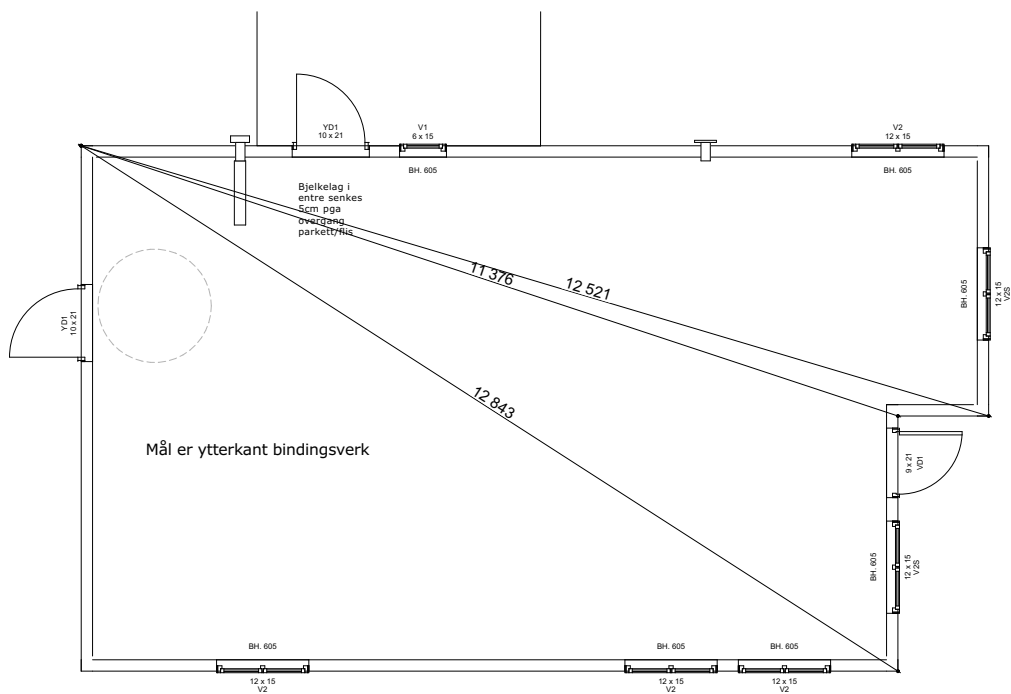 YD1
10 x 21
V1
6 x 15
V2
12 x 15
BH. 605
BH. 605
Bjelkelag i
entre senkes
5cm pga
overgang
parkett/flis
11 376
12 521
BH. 605
12 x 15
V2S
YD1
10 x 21
12 843
Mål er ytterkant bindingsverk
9 x 21
VD1
BH. 605
12 x 15
V2S
BH. 605
BH. 605
BH. 605
12 x 15
V2
12 x 15
V2
12 x 15
V2